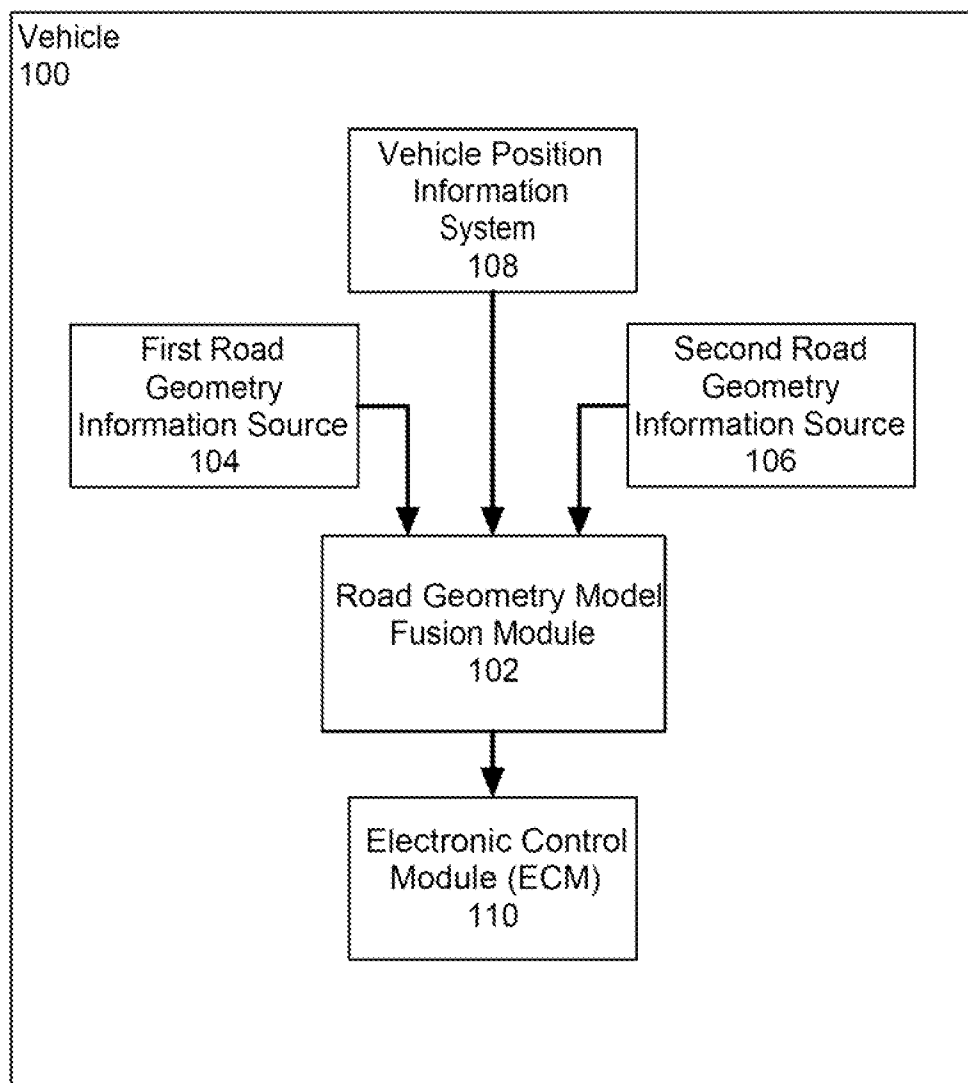 Vehicle
100
Vehicle Position
Information
System
108
First Road
Geometry
Information Source
104
Second Road
Geometry
Information Source
106
Road Geometry Model
Fusion Module
102
Electronic Control
Module (ECM)
110